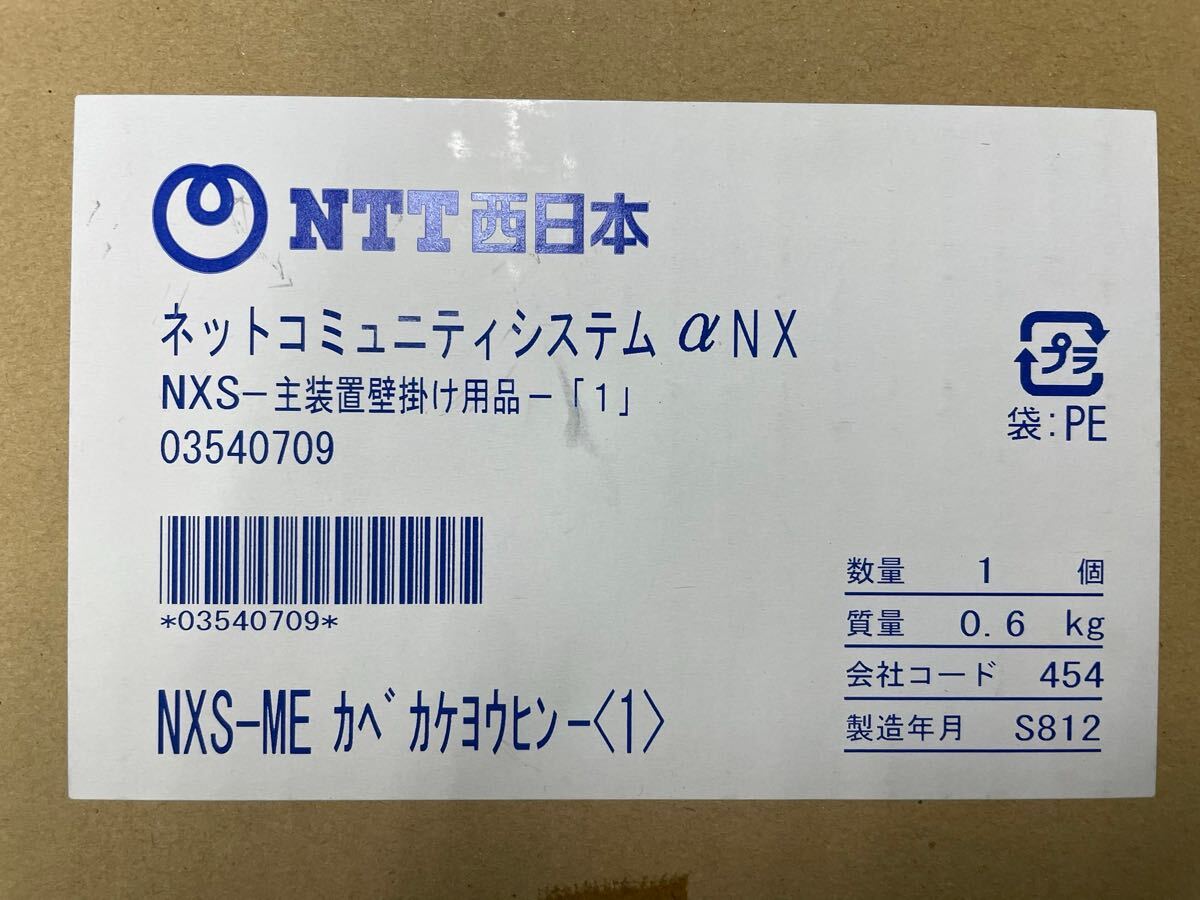 NTT西日本
ネットコミュニティシステム αNX
NXS－主装置壁掛け用品－「1」
03540709
プラ
袋:PE
*03540709*
NXS-ME ｶﾍﾞｶｹﾖｳﾋﾝ-<1>
数量 1 個
質量 0.6 kg
会社コード 454
製造年月 S812